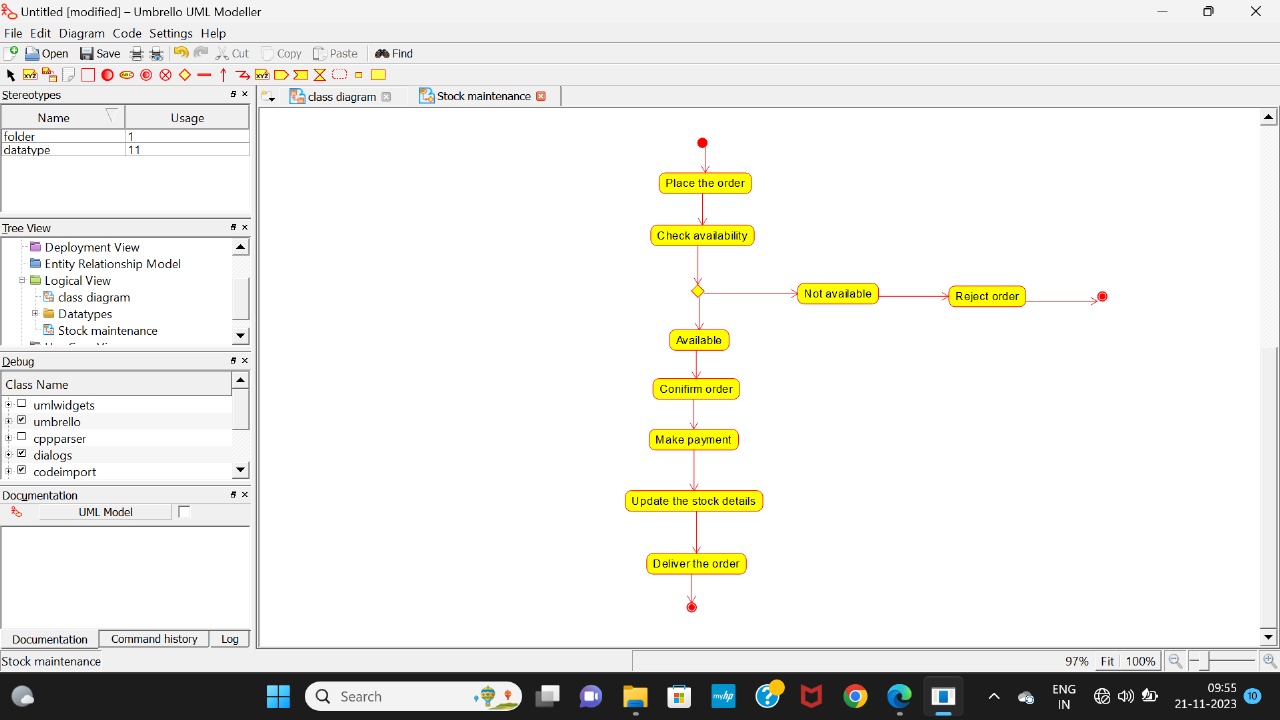 Untitled [modified] – Umbrello UML Modeller
File Edit Diagram Code Settings Help
Open Save Cut Copy Paste Find
Stereotypes
Name Usage
folder 1
datatype 11
Tree View
Deployment View
Entity Relationship Model
Logical View
class diagram
Datatypes
Stock maintenance
Debug
Class Name
umlwidgets
umbrello
cppparser
dialogs
codeimport
Documentation
UML Model
Documentation Command history Log
class diagram Stock maintenance
Place the order
Check availability
Not available Reject order
Available
Conifirm order
Make payment
Update the stock details
Deliver the order
Stock maintenance 97% Fit 100%
Search
myhp
ENG
IN
09:55
21-11-2023
10